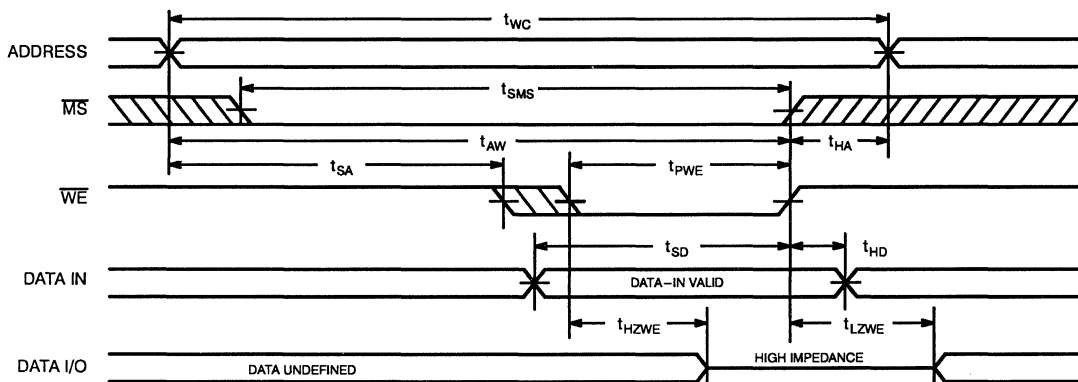 tWC
ADDRESS
tSMS
MS
tAW
tHA
tSA
tPWE
WE
tSD
tHD
DATA IN
DATA–IN VALID
tHZWE
tLZWE
DATA I/O
DATA UNDEFINED
HIGH IMPEDANCE